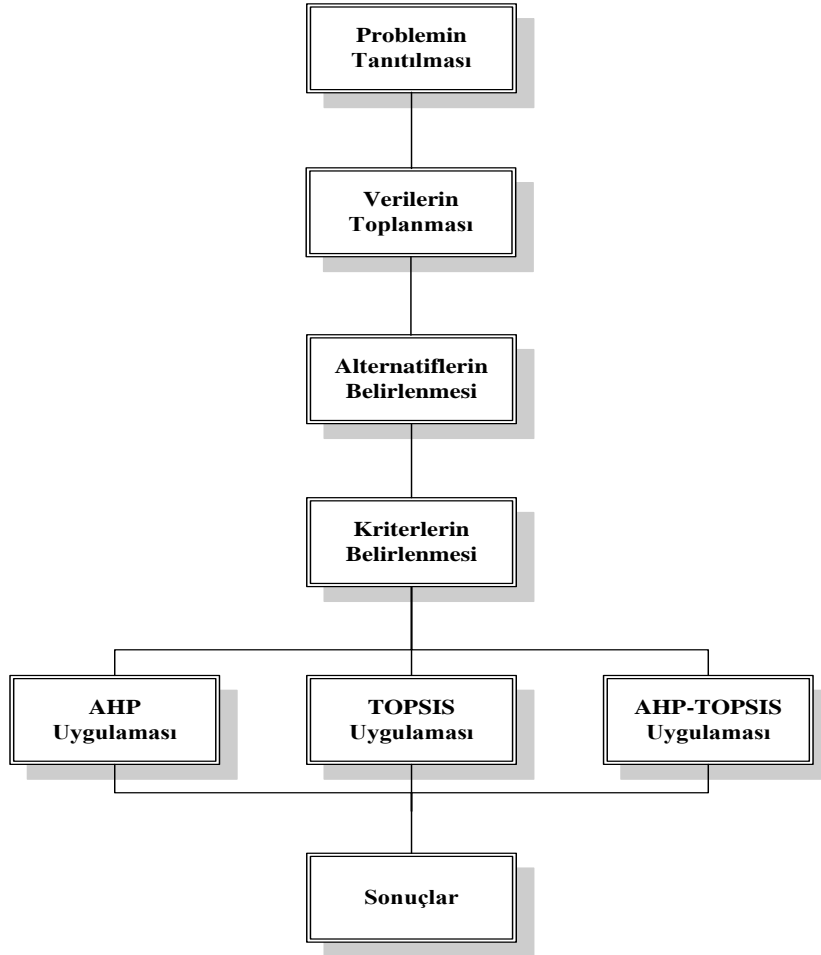 Problemin
Tanıtılması
Verilerin
Toplanması
Alternatiflerin
Belirlenmesi
Kriterlerin
Belirlenmesi
AHP
Uygulaması
TOPSIS
Uygulaması
AHP-TOPSIS
Uygulaması
Sonuçlar